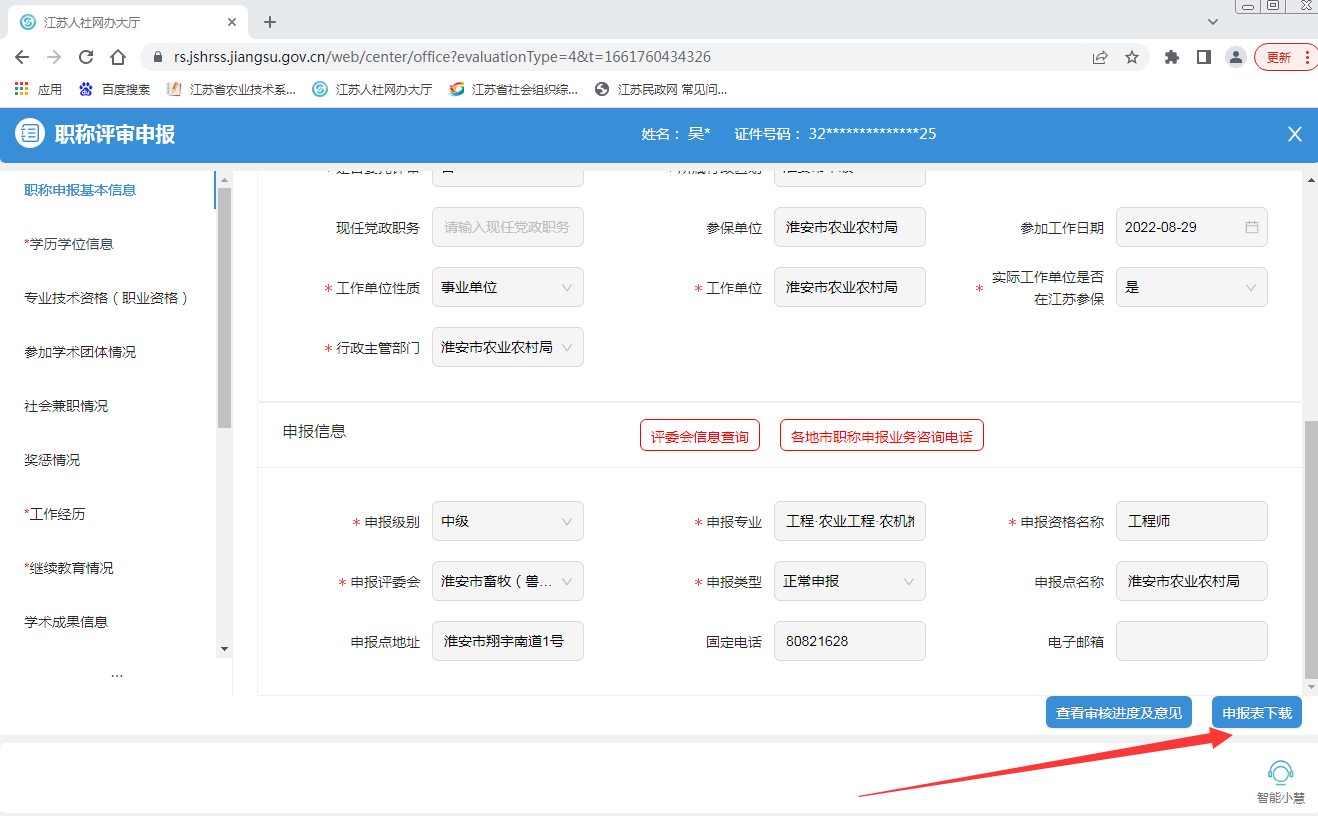 江苏人社网办大厅
rs.jshrss.jiangsu.gov.cn/web/center/office?evaluationType=4&t=1661760434326
更新
应用 百度搜索 江苏省农业技术系... 江苏人社网办大厅 江苏省社会组织综... 江苏民政网 常见问...
职称评审申报 姓名： 吴* 证件号码： 32**************25
职称申报基本信息
*学历学位信息
专业技术资格（职业资格）
参加学术团体情况
社会兼职情况
奖惩情况
*工作经历
*继续教育情况
学术成果信息
...
现任党政职务 请输入现任党政职务 参保单位 淮安市农业农村局 参加工作日期 2022-08-29
* 工作单位性质 事业单位 * 工作单位 淮安市农业农村局 * 实际工作单位是否在江苏参保 是
* 行政主管部门 淮安市农业农村局
申报信息 评委会信息查询 各地市职称申报业务咨询电话
* 申报级别 中级 * 申报专业 工程·农业工程·农机 * 申报资格名称 工程师
* 申报评委会 淮安市畜牧（兽... * 申报类型 正常申报 申报点名称 淮安市农业农村局
申报点地址 淮安市翔宇南道1号 固定电话 80821628 电子邮箱
查看审核进度及意见 申报表下载
智能小慧